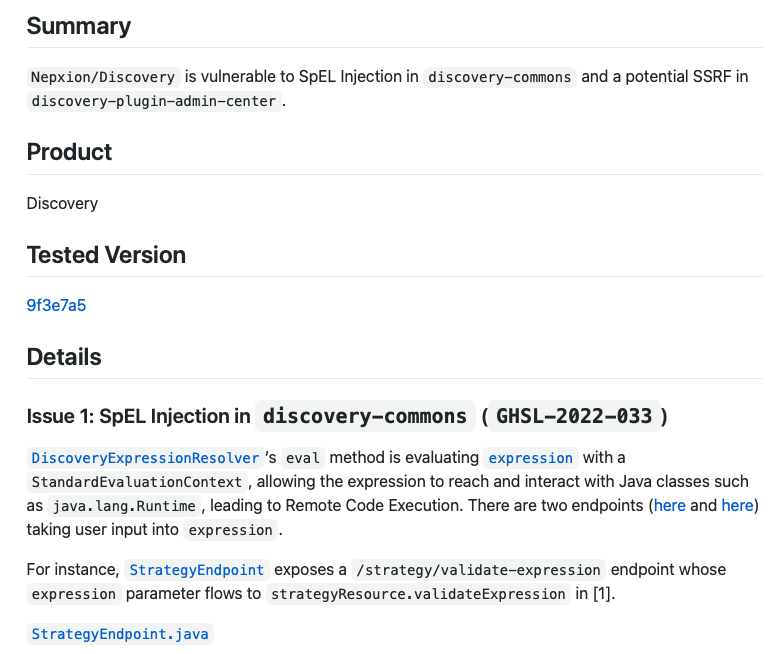 Summary
Nepxion/Discovery is vulnerable to SpEL Injection in discovery-commons and a potential SSRF in
discovery-plugin-admin-center.
Product
Discovery
Tested Version
9f3e7a5
Details
Issue 1: SpEL Injection in discovery-commons (GHSL-2022-033)
DiscoveryExpressionResolver's eval method is evaluating expression with a
StandardEvaluationContext, allowing the expression to reach and interact with Java classes such
as java.lang.Runtime, leading to Remote Code Execution. There are two endpoints (here and here)
taking user input into expression.
For instance, StrategyEndpoint exposes a /strategy/validate-expression endpoint whose
expression parameter flows to strategyResource.validateExpression in [1].
StrategyEndpoint.java